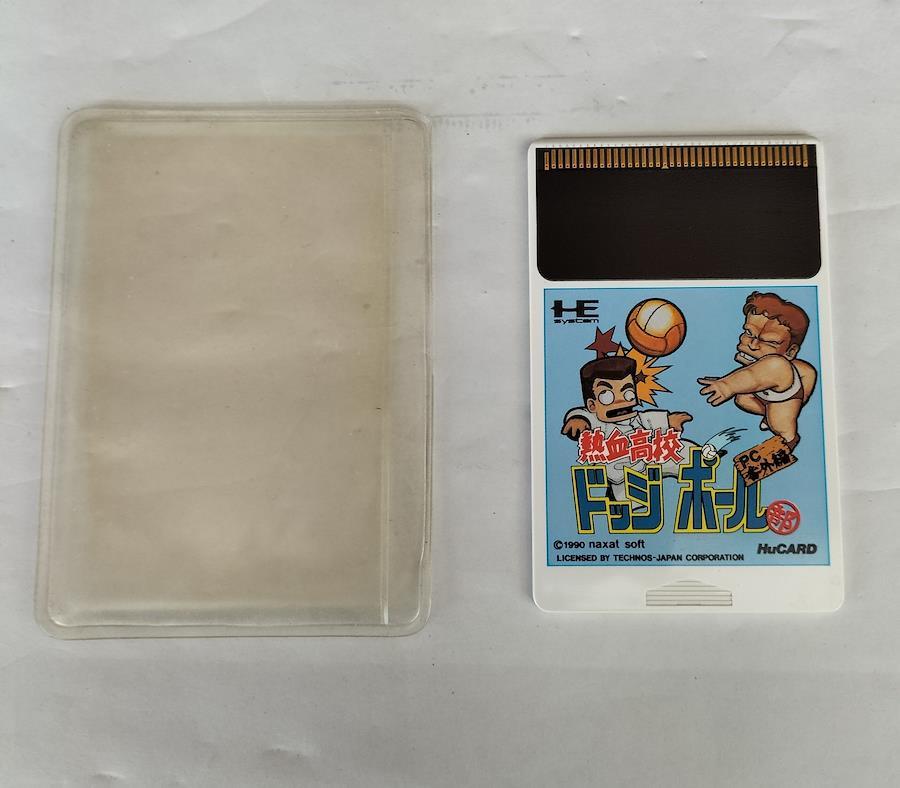 HE
system
熱血高校
PC
番外編
ドッジボール部
©1990 naxat soft
HuCARD
LICENSED BY TECHNOS-JAPAN CORPORATION